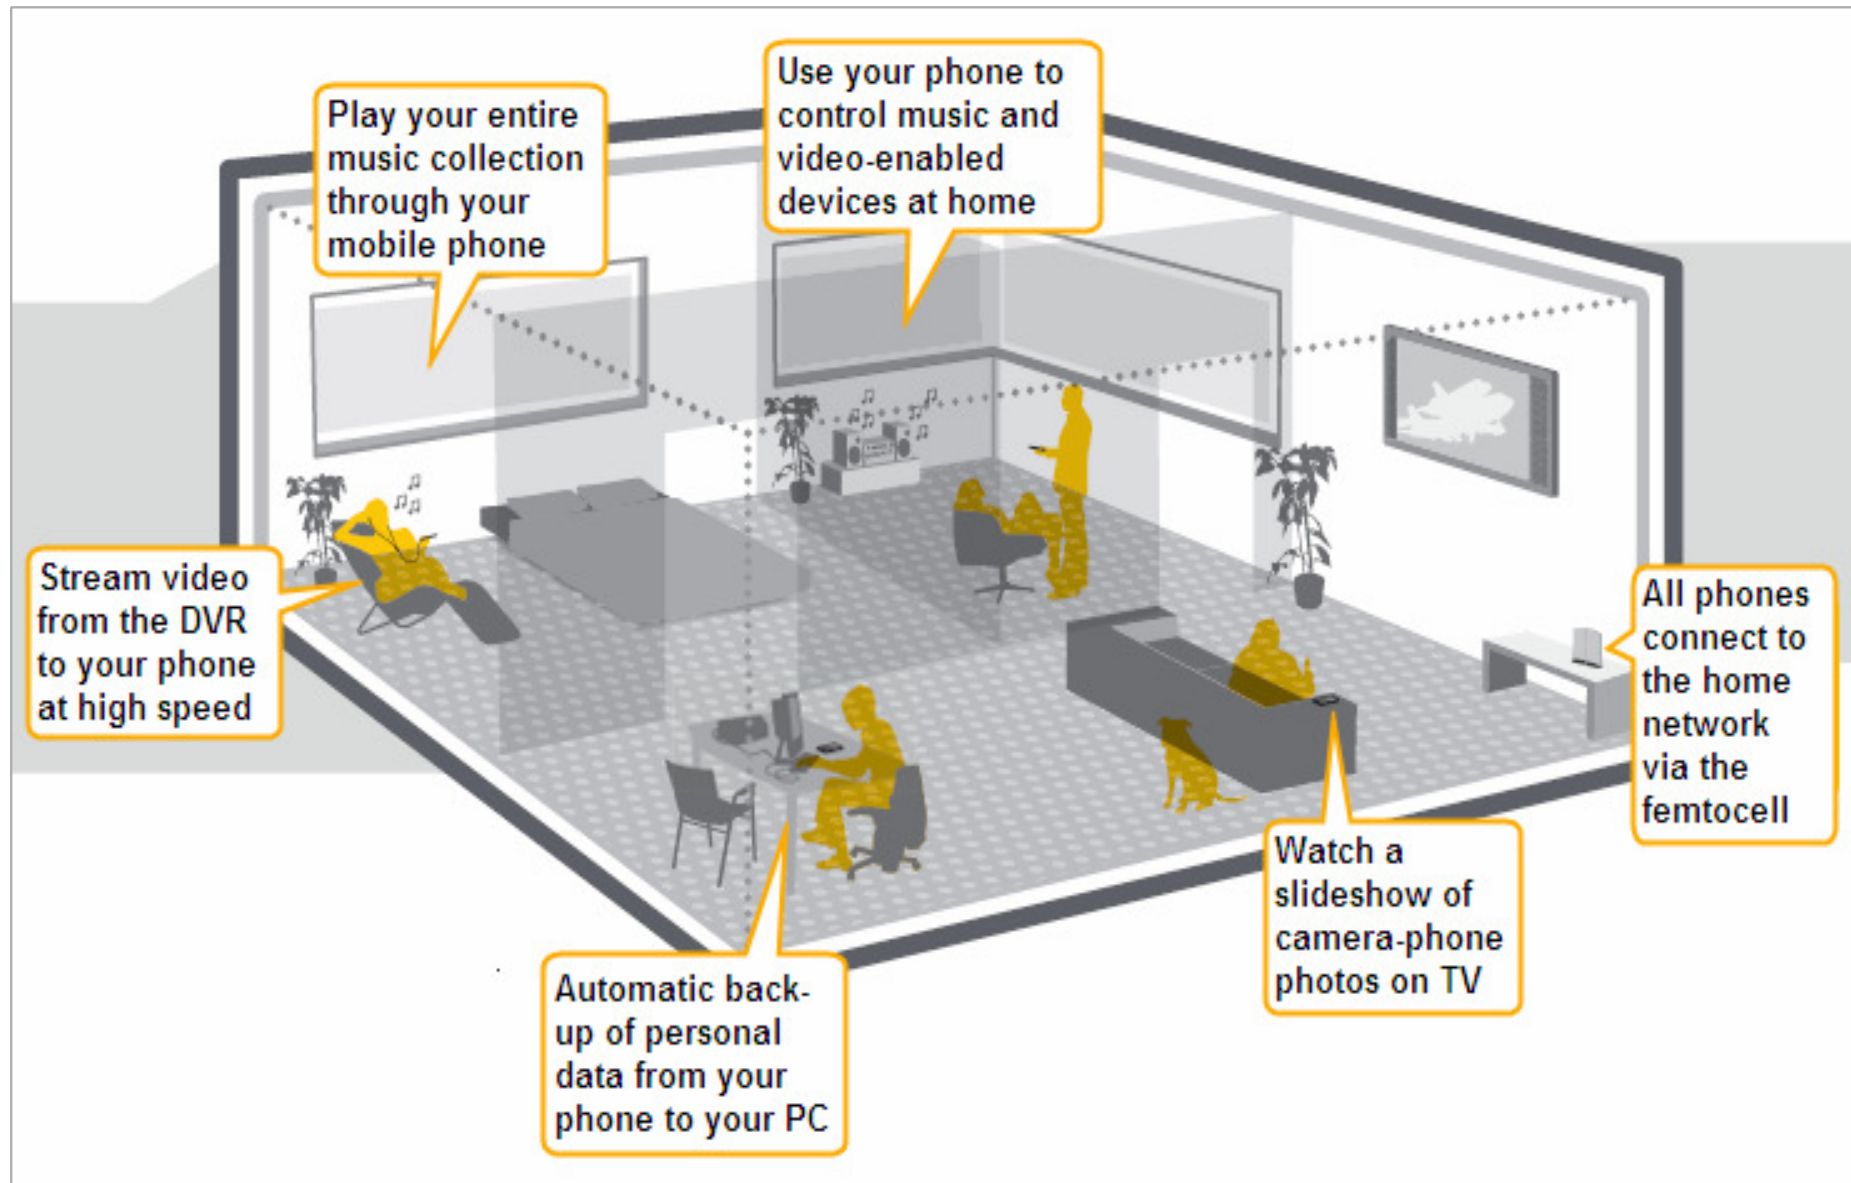 Play your entire
music collection
through your
mobile phone
Use your phone to
control music and
video-enabled
devices at home
Stream video
from the DVR
to your phone
at high speed
All phones
connect to
the home
network
via the
femtocell
Watch a
slideshow of
camera-phone
photos on TV
Automatic back-
up of personal
data from your
phone to your PC